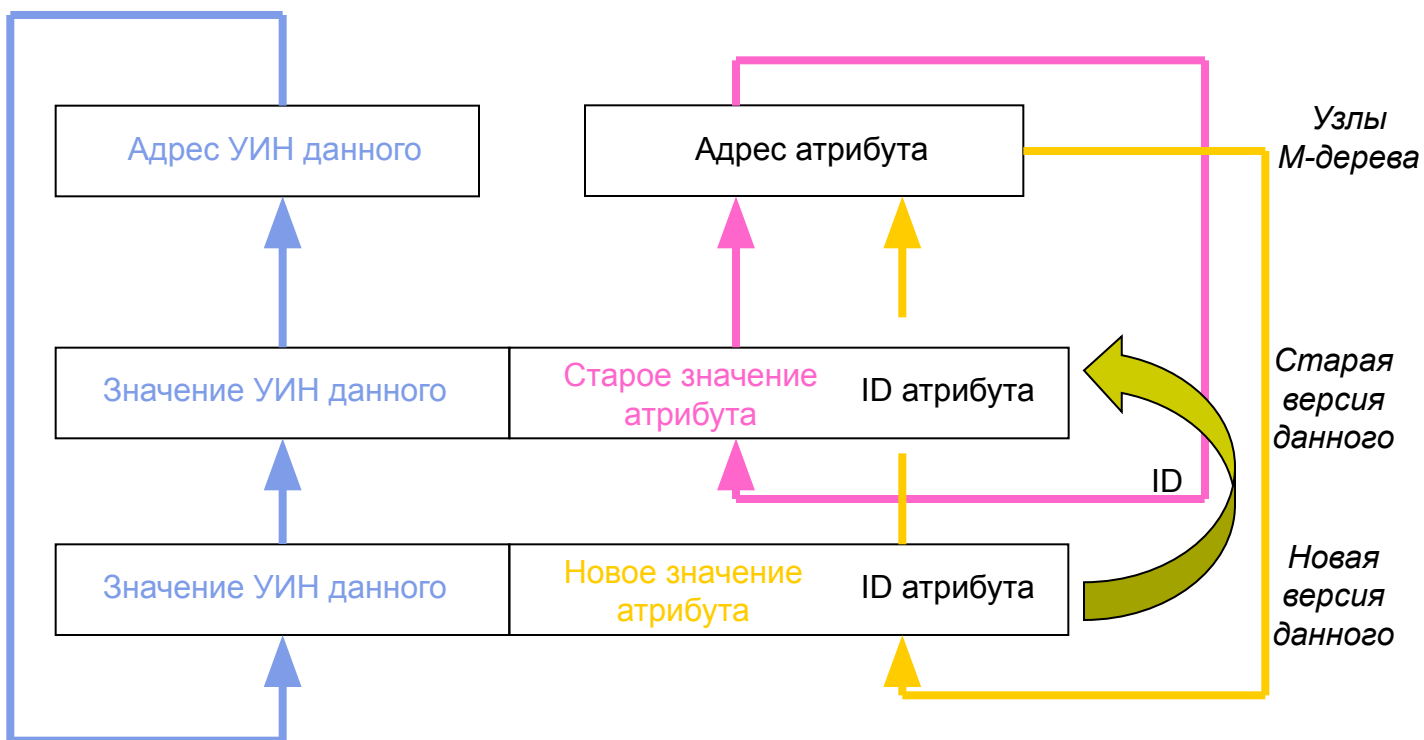 Адрес УИН данного
Адрес атрибута
Узлы
М-дерева
Значение УИН данного
Старое значение
атрибута
ID атрибута
Старая
версия
данного
ID
Значение УИН данного
Новое значение
атрибута
ID атрибута
Новая
версия
данного